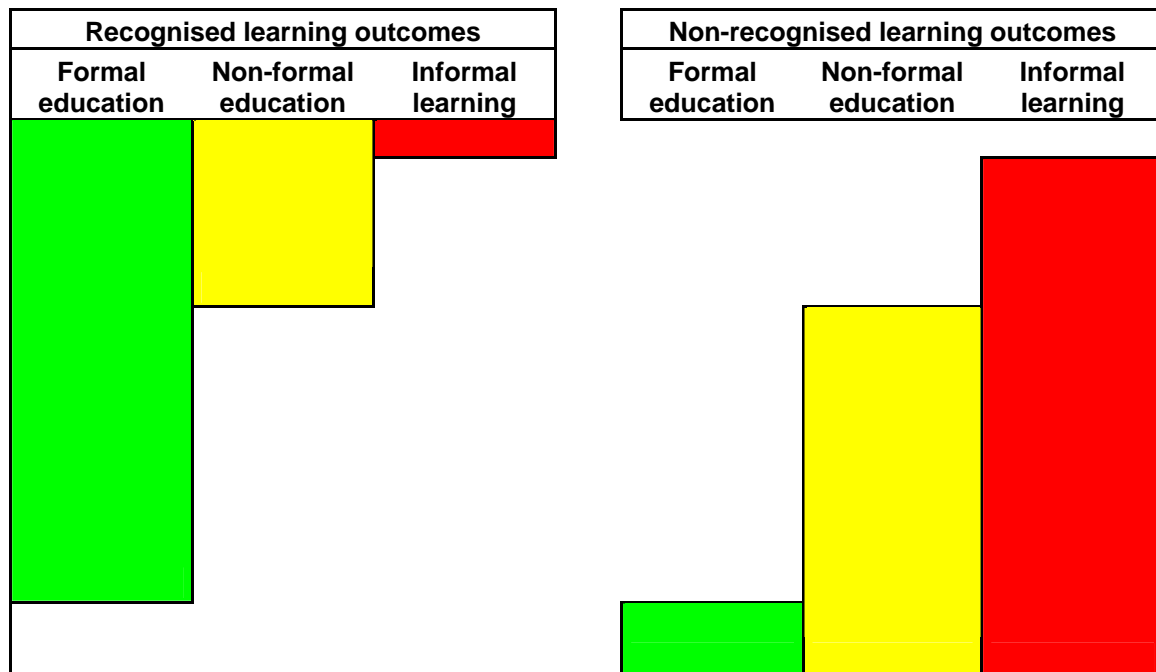 Recognised learning outcomes
Formal education
Non-formal education
Informal learning
Non-recognised learning outcomes
Formal education
Non-formal education
Informal learning